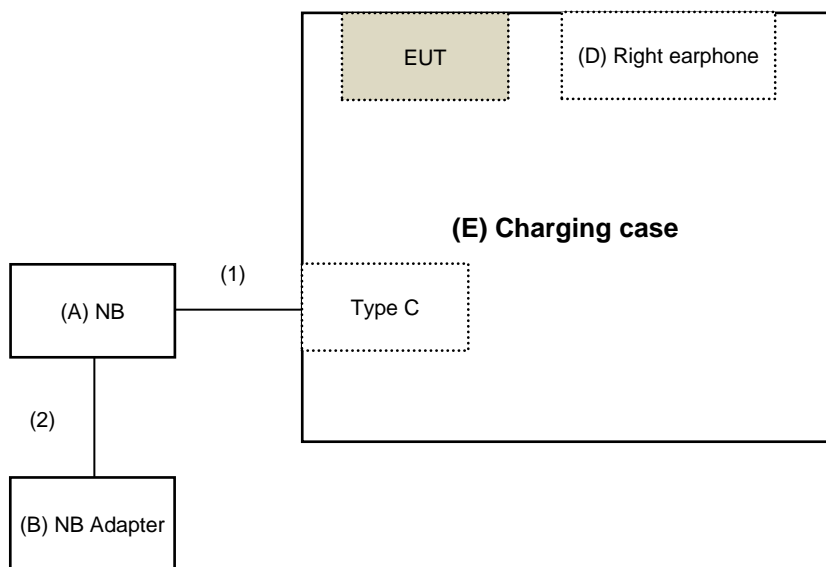 EUT
(D) Right earphone
(E) Charging case
(1)
(A) NB
Type C
(2)
(B) NB Adapter